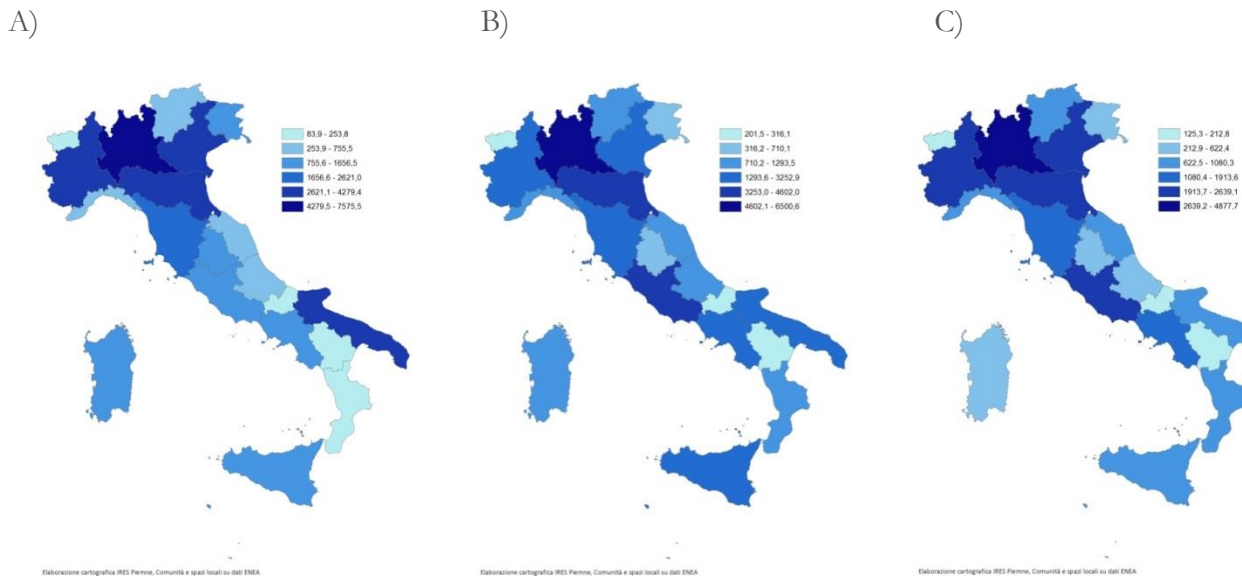 A)
B)
C)
83,9 - 253,8
253,9 - 755,5
755,6 - 1656,5
1656,6 - 2621,0
2621,1 - 4279,4
4279,5 - 7575,5
201,5 - 316,1
316,2 - 710,1
710,2 - 1293,5
1293,6 - 3252,9
3253,0 - 4602,0
4602,1 - 6500,6
125,3 - 212,8
212,9 - 622,4
622,5 - 1080,3
1080,4 - 1913,6
1913,7 - 2639,1
2639,2 - 4877,7
Elaborazione cartografica IRES Piemne, Comunità e spazi locali su dati ENEA
Elaborazione cartografica IRES Piemne, Comunità e spazi locali su dati ENEA
Elaborazione cartografica IRES Piemne, Comunità e spazi locali su dati ENEA